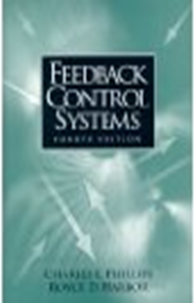 FEEDBACK
CONTROL
SYSTEMS
FOURTH EDITION
CHARLES L. PHILLIPS
ROYCE D. HARBOR